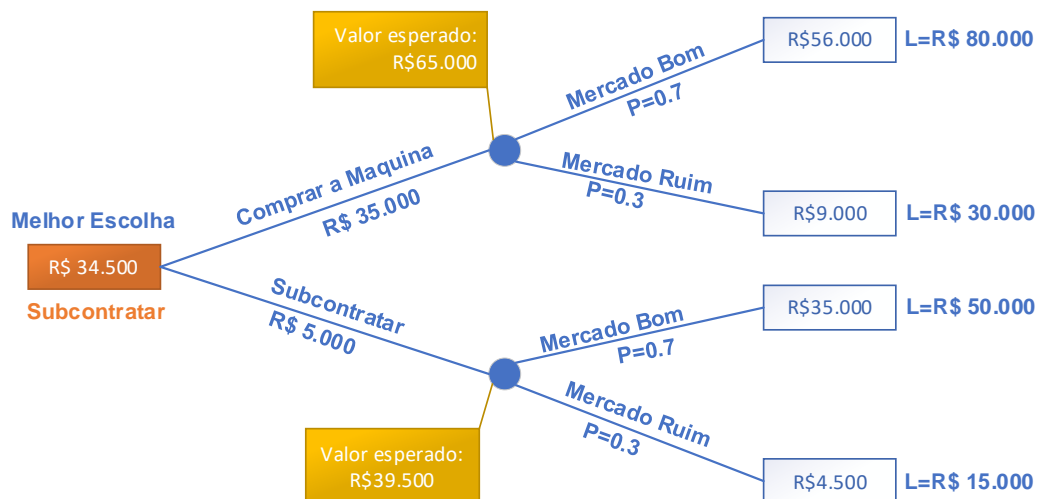 Valor esperado:
R$65.000
Mercado Bom
P=0.7
R$56.000
L=R$ 80.000
Comprar a Maquina
R$ 35.000
Mercado Ruim
P=0.3
R$9.000
L=R$ 30.000
Melhor Escolha
R$ 34.500
Subcontratar
Subcontratar
R$ 5.000
Mercado Bom
P=0.7
R$35.000
L=R$ 50.000
Mercado Ruim
P=0.3
Valor esperado:
R$39.500
R$4.500
L=R$ 15.000